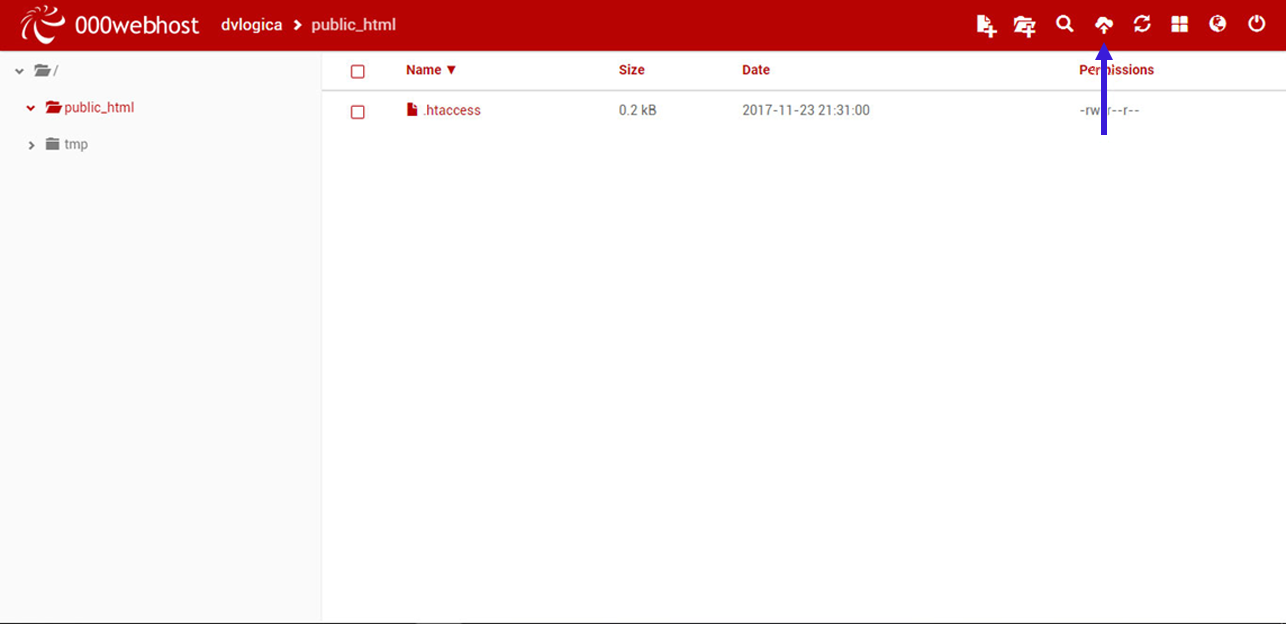 000webhost dvlogica > public_html
/
public_html
tmp
Name ▼ Size Date Permissions
.htaccess 0.2 kB 2017-11-23 21:31:00 -rw-r--r--